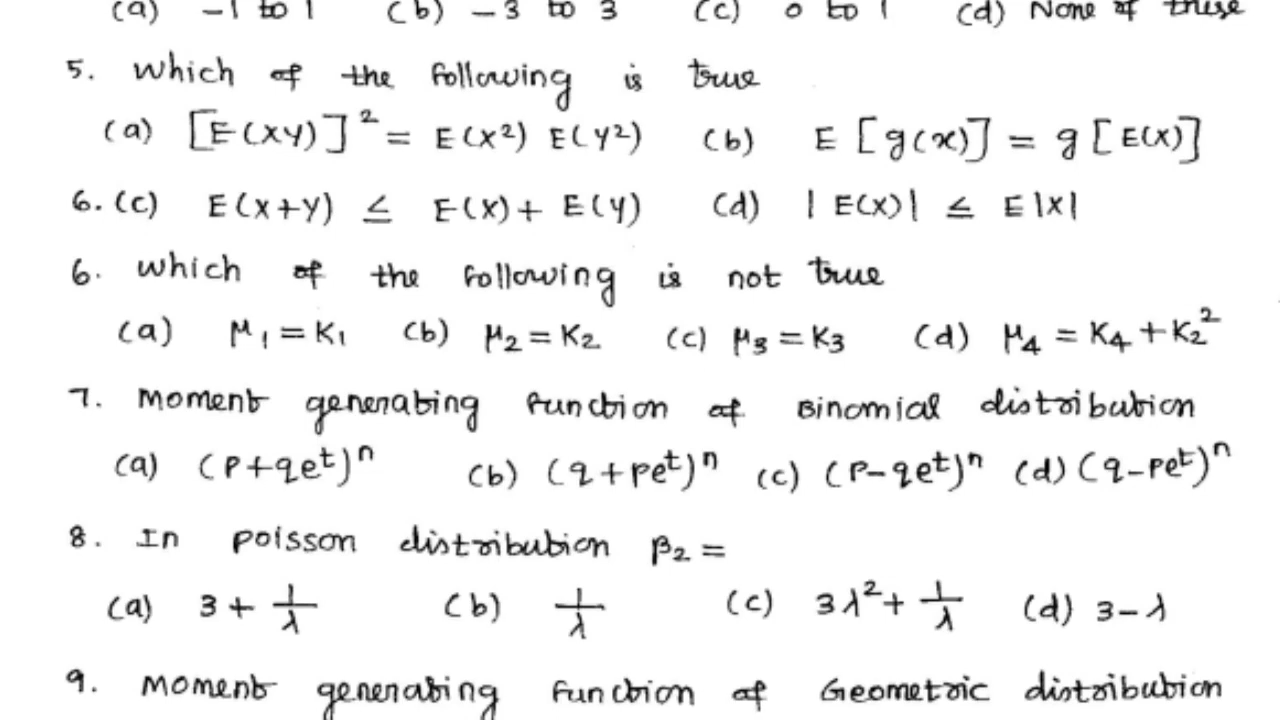 (a) -1 to 1 (b) -3 to 3 (c) 0 to 1 (d) None of these
5. Which of the following is true
(a) [E(XY)]² = E(X²) E(Y²) (b) E[g(x)] = g[E(X)]
6. (c) E(X+Y) ≤ E(X) + E(Y) (d) |E(X)| ≤ E|X|
6. Which of the following is not true
(a) μ₁ = K₁ (b) μ₂ = K₂ (c) μ₃ = K₃ (d) μ₄ = K₄ + K₂²
7. Moment generating function of Binomial distribution
(a) (P+qeᵗ)ⁿ (b) (q+peᵗ)ⁿ (c) (P-qeᵗ)ⁿ (d) (q-Peᵗ)ⁿ
8. In poisson distribution β₂ =
(a) 3 + 1/λ (b) 1/λ (c) 3λ² + 1/λ (d) 3-λ
9. Moment generating function of Geometric distribution